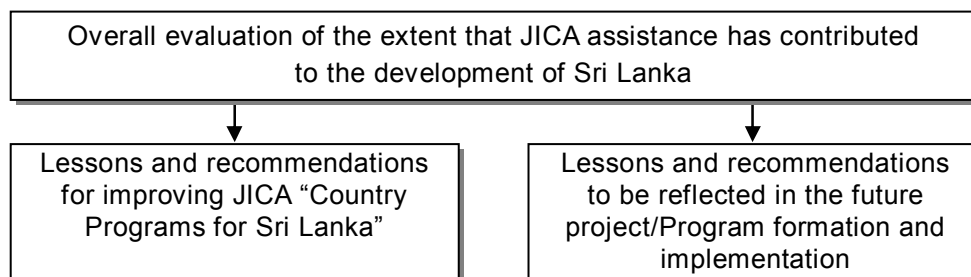 Overall evaluation of the extent that JICA assistance has contributed
to the development of Sri Lanka
Lessons and recommendations
for improving JICA “Country
Programs for Sri Lanka”
Lessons and recommendations
to be reflected in the future
project/Program formation and
implementation